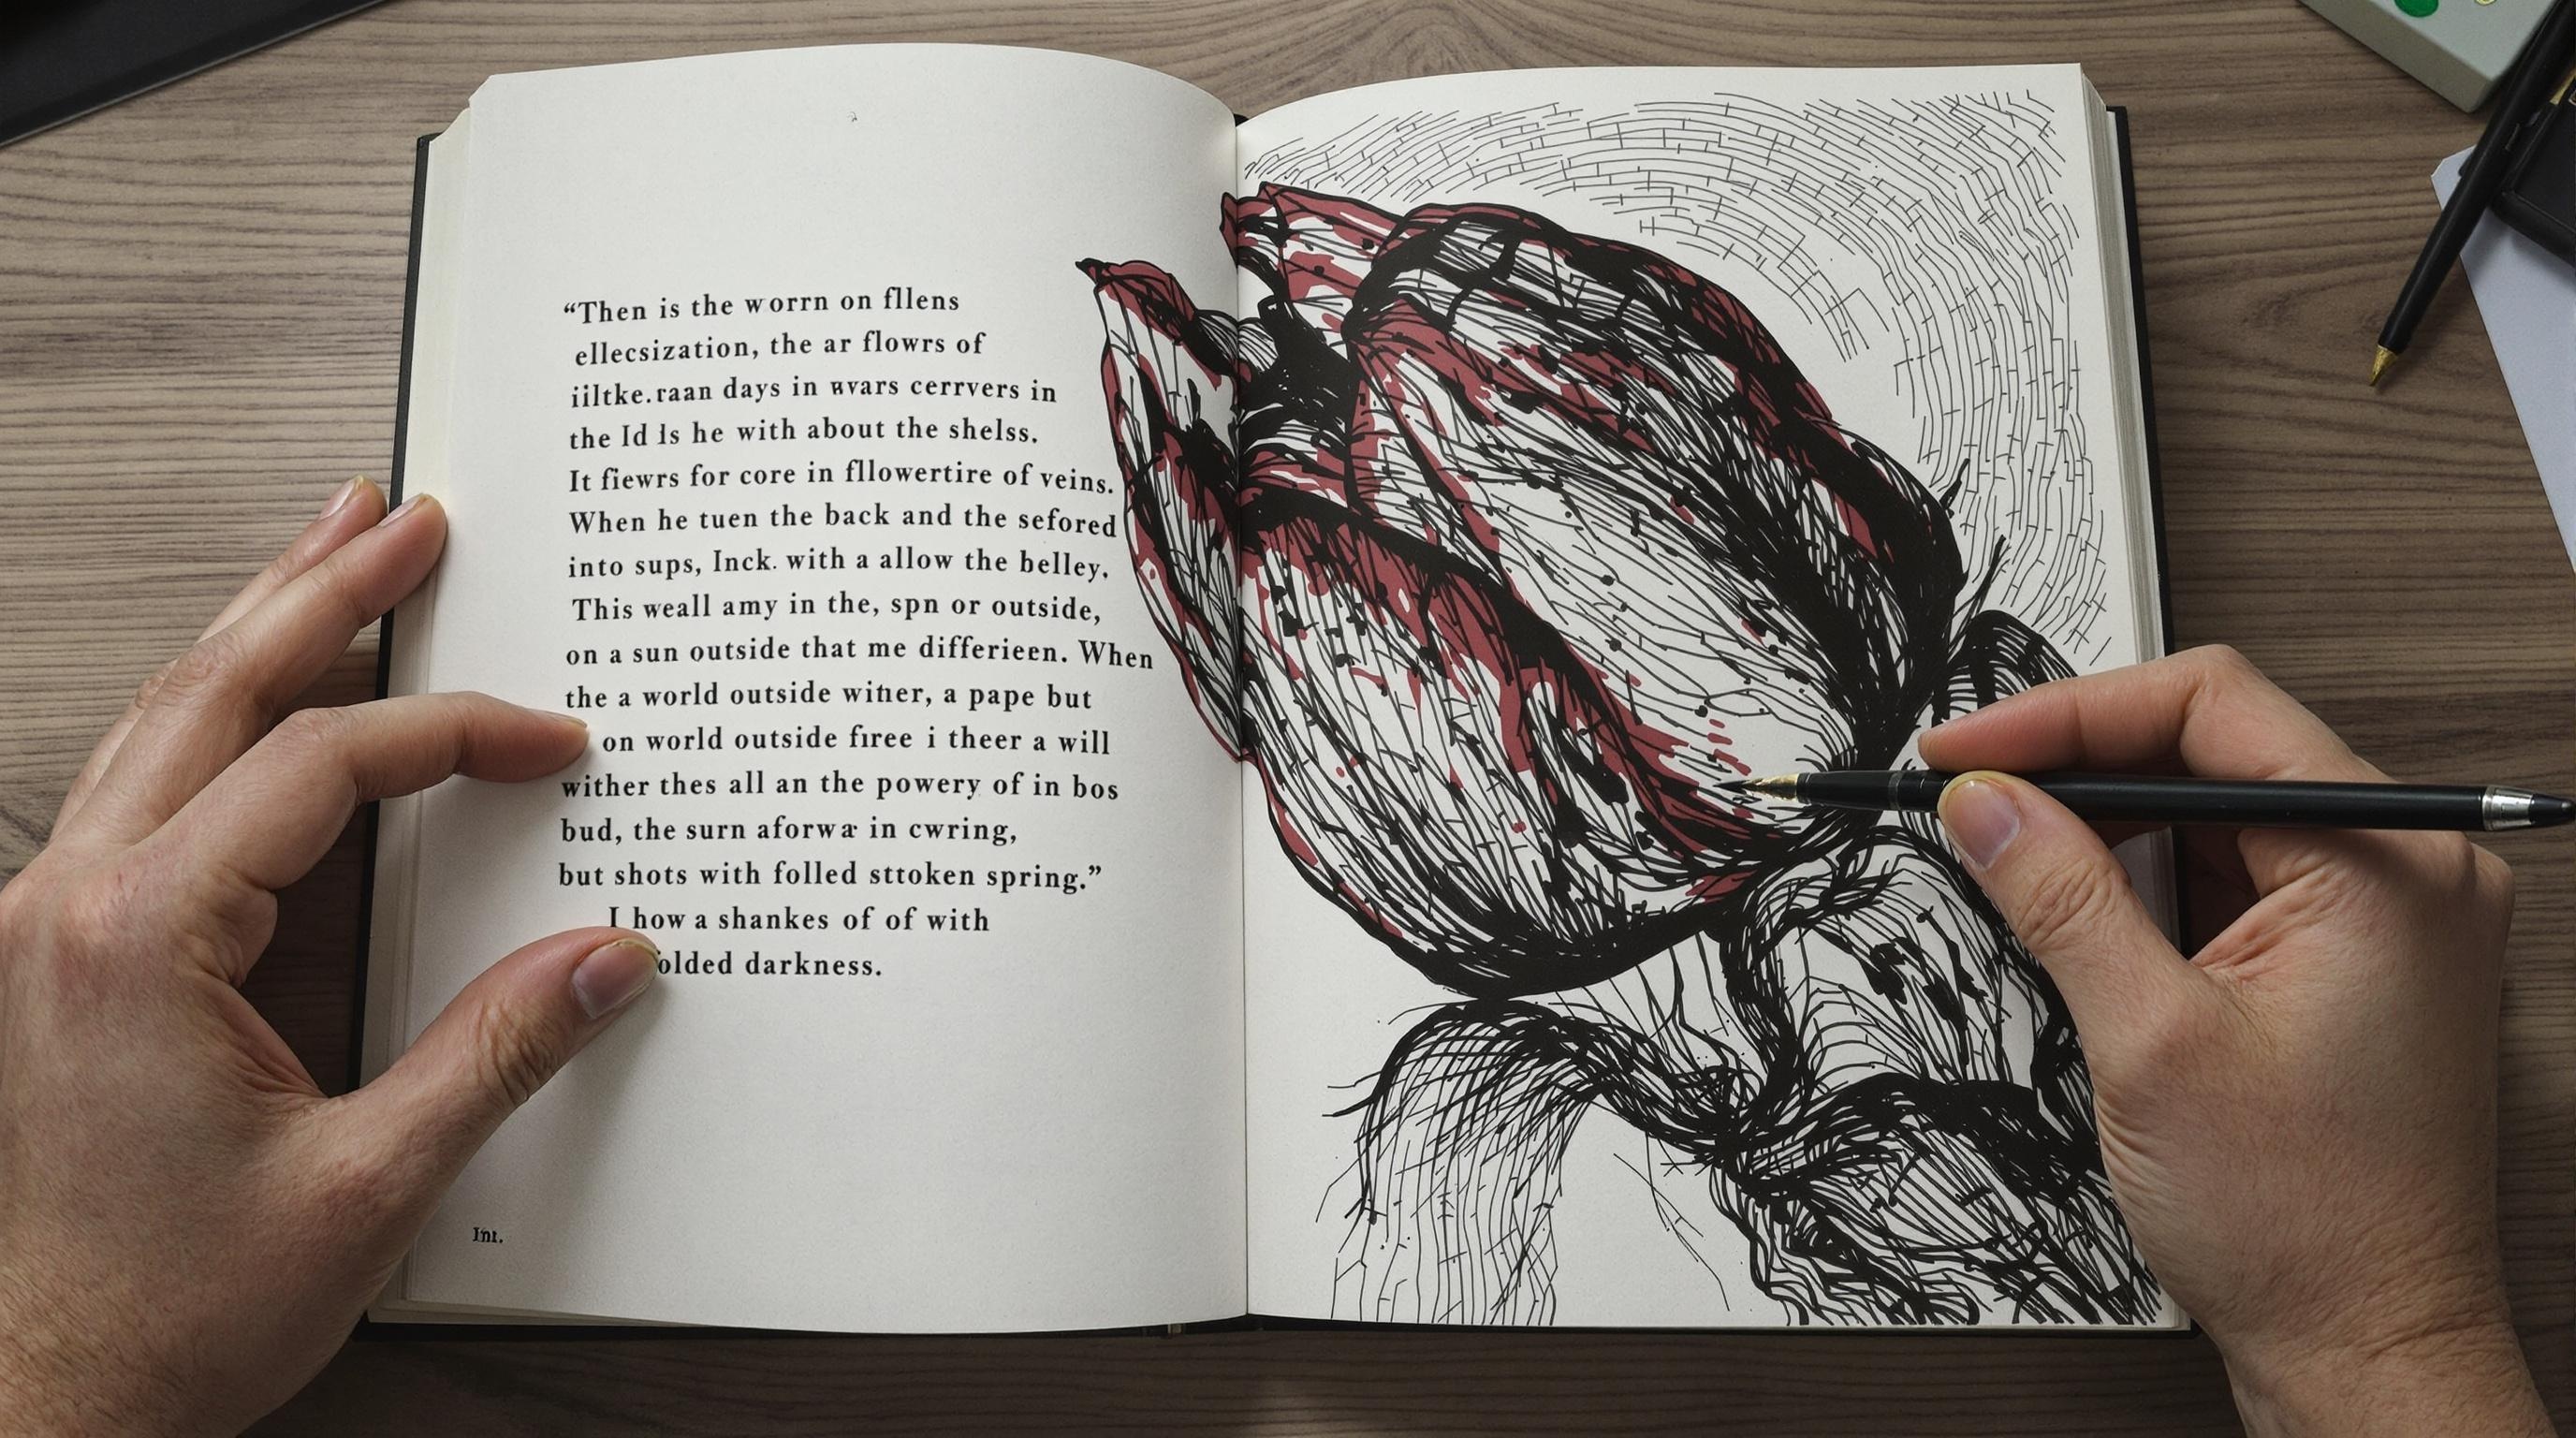 “Then is the worrn on fllens
ellecsization, the ar flowrs of
iiltke.raan days in wvars cerrvers in
the Id ls he with about the shelss.
It fiewrs for core in fllowertire of veins.
When he tuen the back and the sefored
into sups, Inck. with a allow the belley.
This weall amy in the, spn or outside,
on a sun outside that me differieen. When
the a world outside winer, a pape but
on world outside firee i theer a will
wither thes all an the powery of in bos
bud, the surn aforwar in cwring,
but shots with folled sttoken spring.”
I how a shankes of of with
olded darkness.